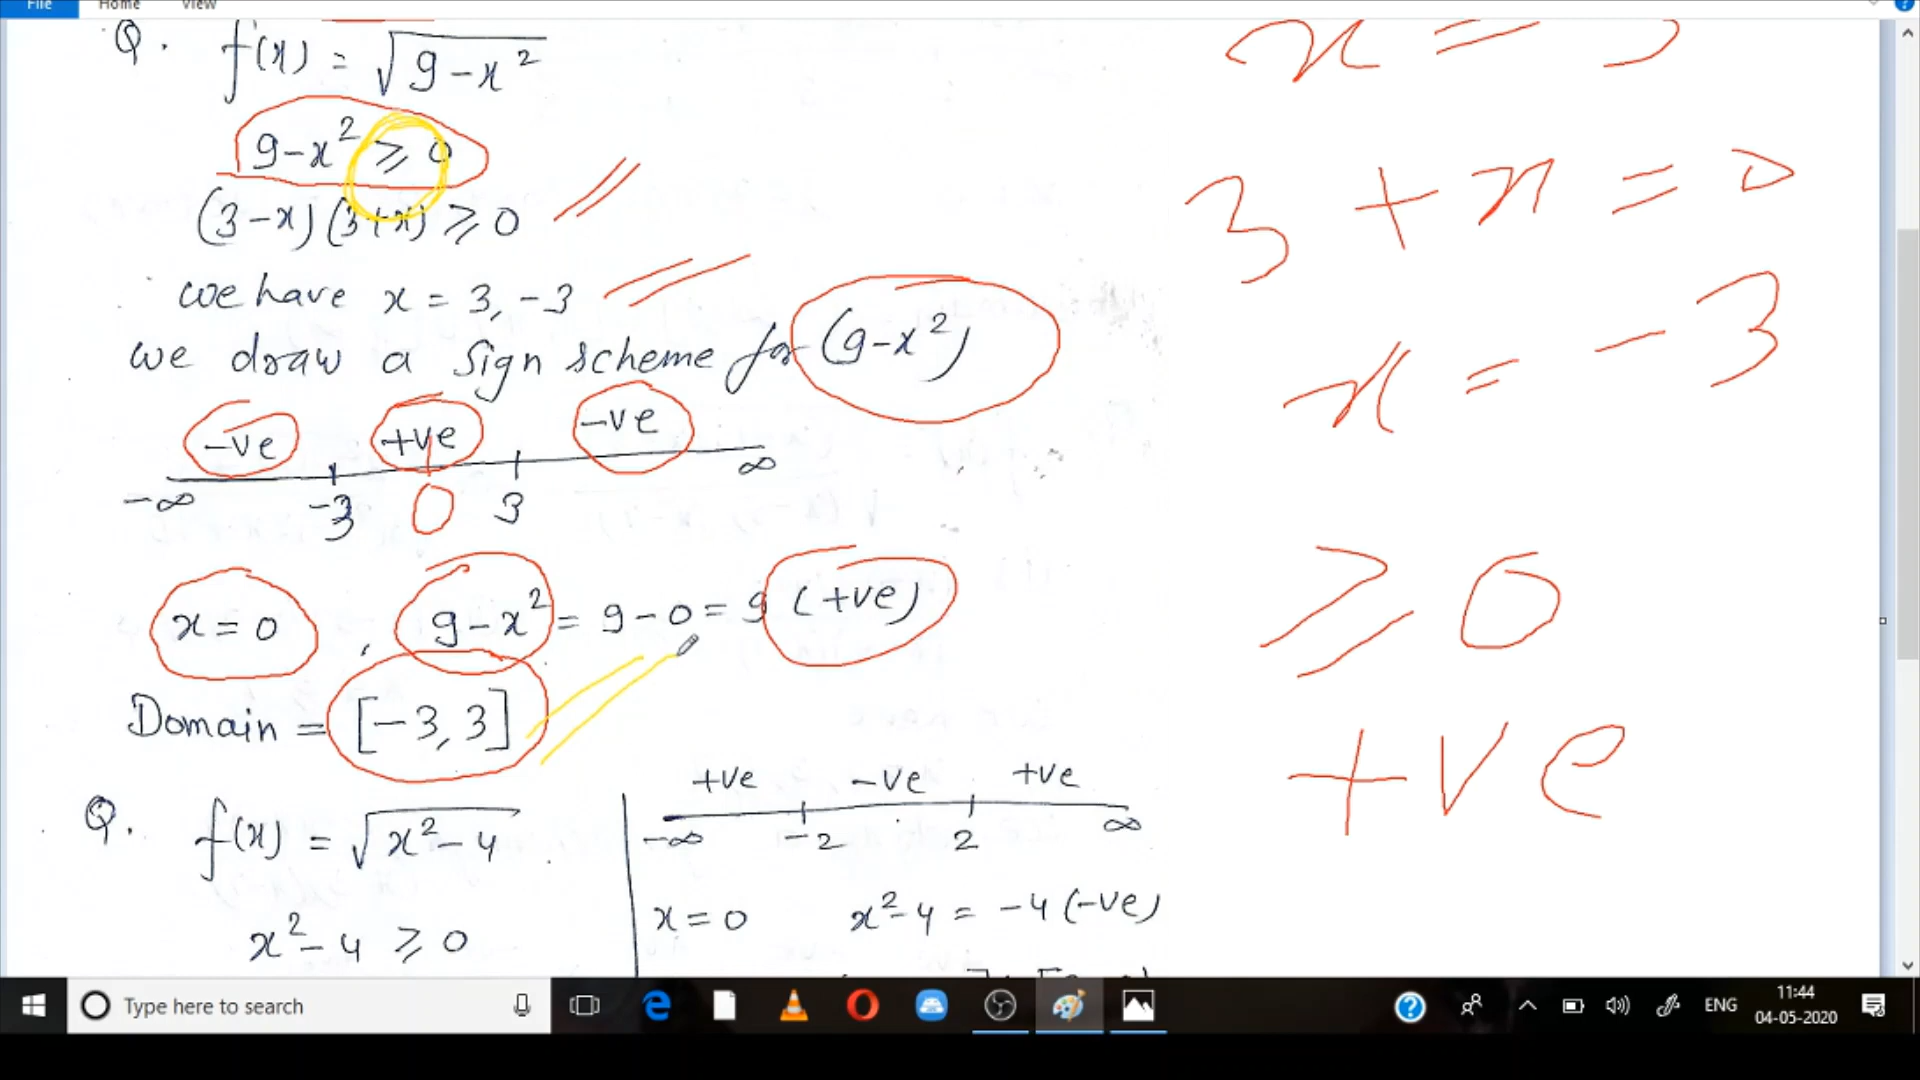 File Home View
Q. f(x) = √9-x²
9-x² ≥ 0
(3-x)(3+x) ≥ 0
we have x = 3, -3
we draw a sign scheme for (9-x²)
-ve +ve -ve
-∞ -3 0 3 ∞
x = 0, 9-x² = 9-0 = 9 (+ve)
Domain = [-3, 3]
Q. f(x) = √x²-4
x²-4 ≥ 0
+ve -ve +ve
-∞ -2 2 ∞
x = 0 x²-4 = -4 (-ve)
3 + x = 0
x = -3
≥ 0
+ve
Type here to search
ENG
11:44
04-05-2020